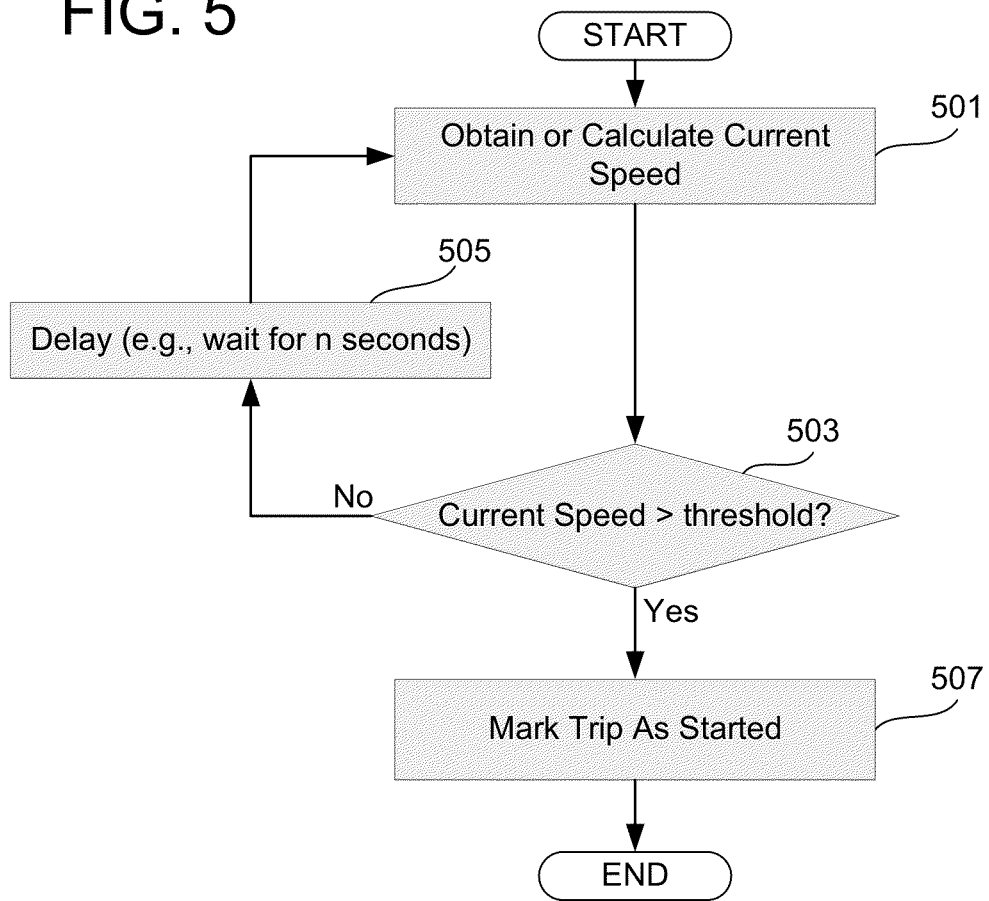 FIG. 5
START
501
Obtain or Calculate Current
Speed
505
Delay (e.g., wait for n seconds)
503
Current Speed > threshold?
No
Yes
507
Mark Trip As Started
END